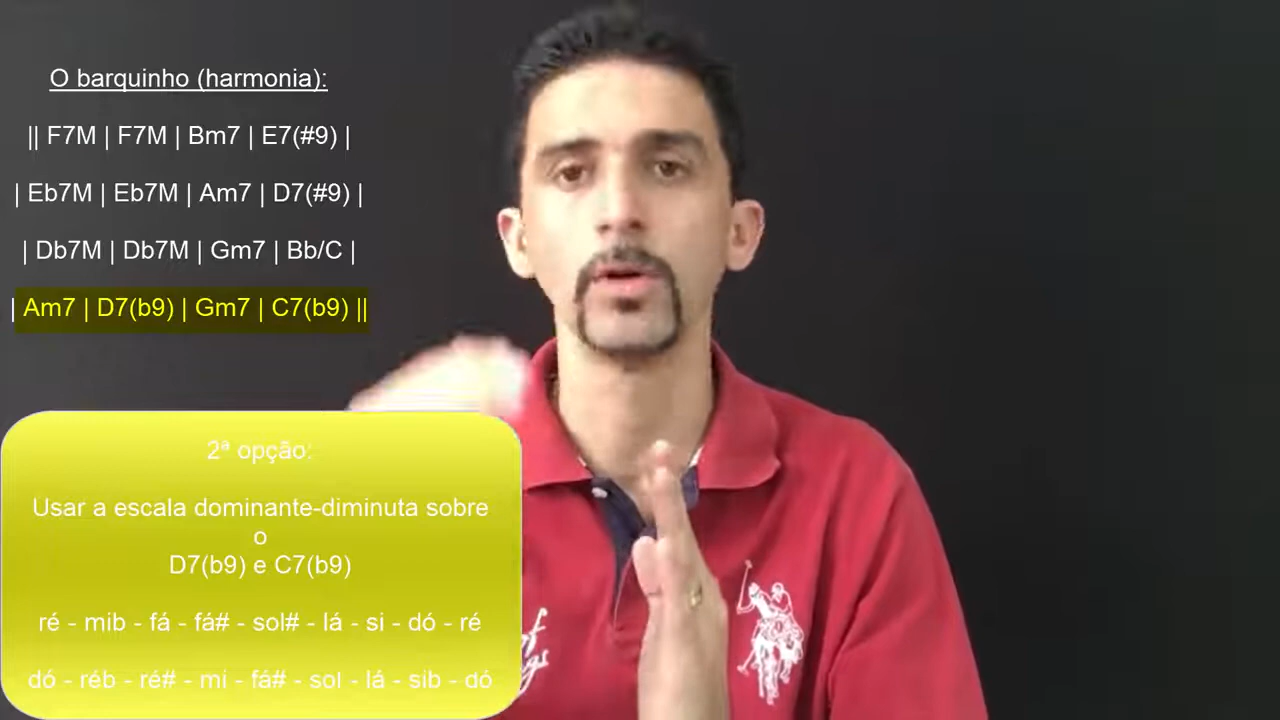 O barquinho (harmonia):
|| F7M | F7M | Bm7 | E7(#9) |
| Eb7M | Eb7M | Am7 | D7(#9) |
| Db7M | Db7M | Gm7 | Bb/C |
| Am7 | D7(b9) | Gm7 | C7(b9) ||
2ª opção:
Usar a escala dominante-diminuta sobre
o
D7(b9) e C7(b9)
ré - mib - fá - fá# - sol# - lá - si - dó - ré
dó - réb - ré# - mi - fá# - sol - lá - sib - dó